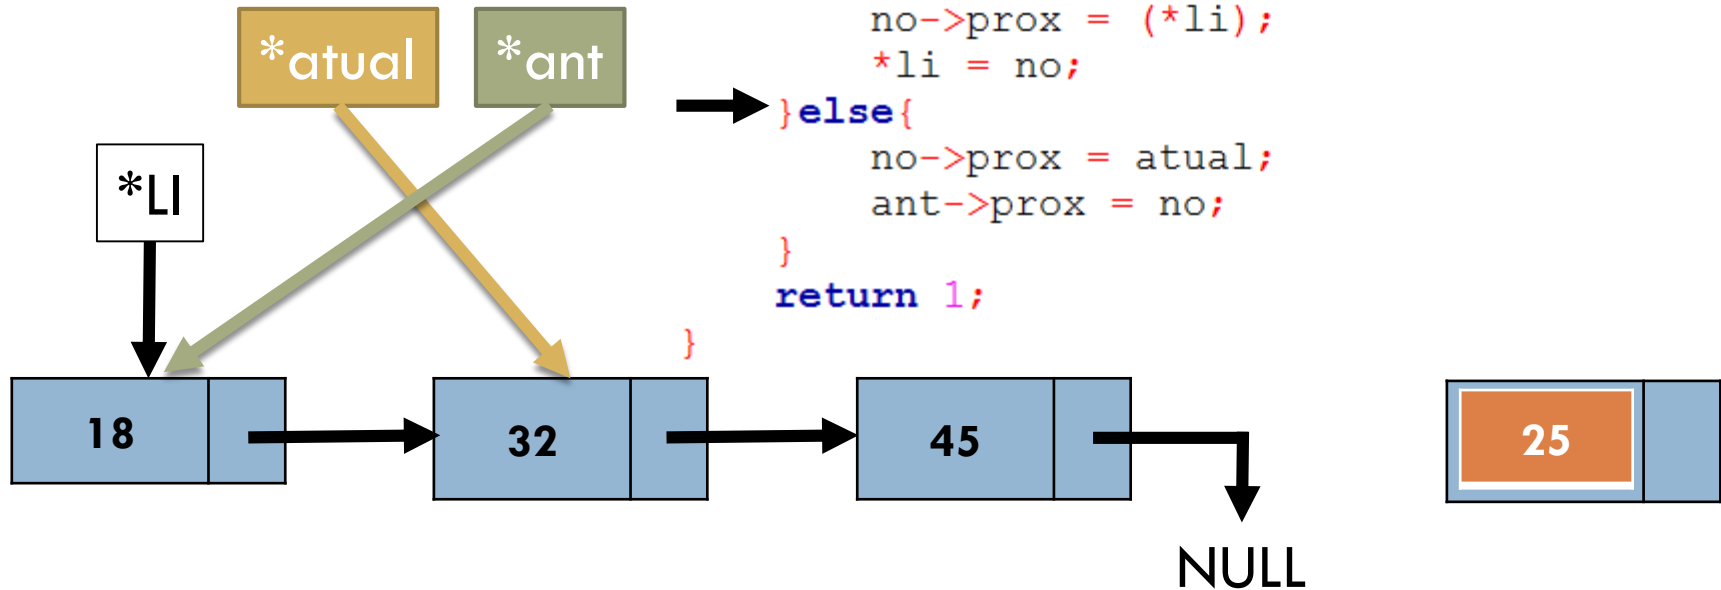 *atual
*ant
no->prox = (*li);
*li = no;
}else{
no->prox = atual;
ant->prox = no;
}
return 1;
}
*LI
18
32
45
25
NULL